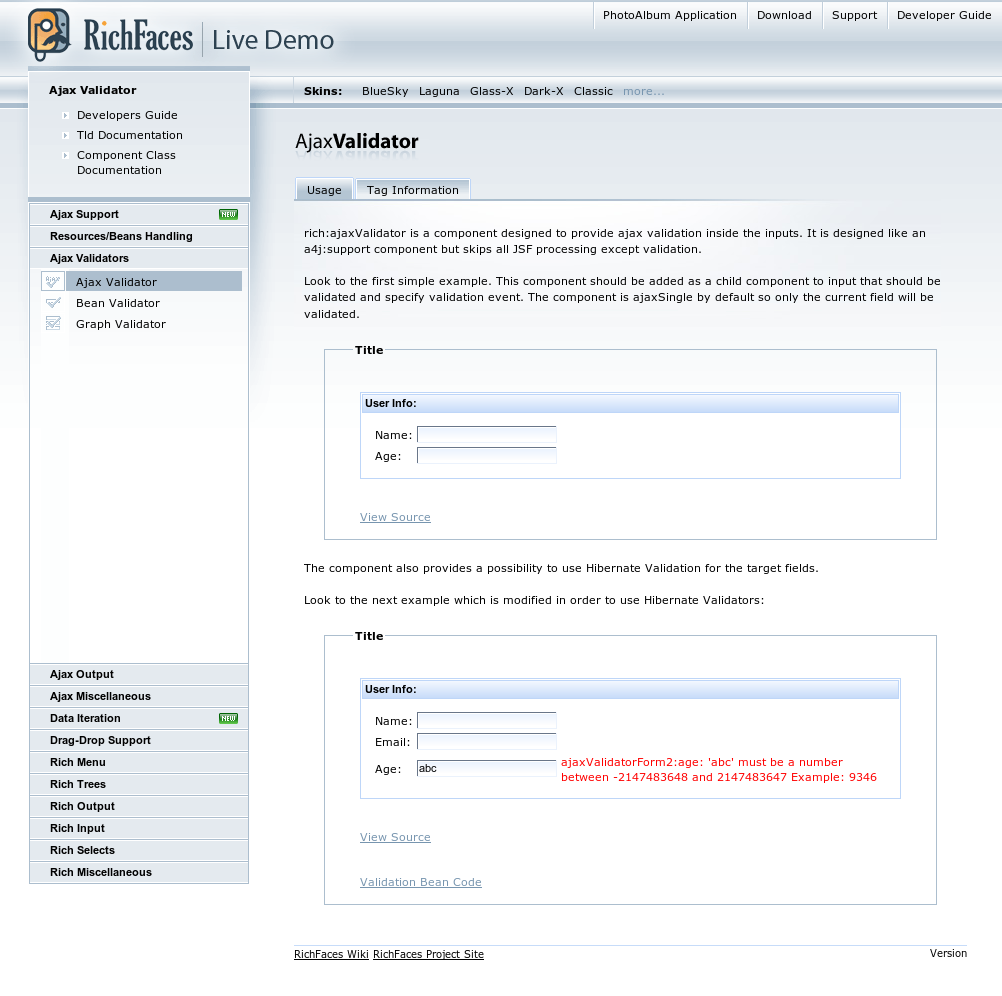 PhotoAlbum Application Download Support Developer Guide
RichFaces Live Demo
Skins: BlueSky Laguna Glass-X Dark-X Classic more...
Ajax Validator
Developers Guide
Tld Documentation
Component Class
Documentation
Ajax Support NEW
Resources/Beans Handling
Ajax Validators
Ajax Validator
Bean Validator
Graph Validator
Ajax Output
Ajax Miscellaneous
Data Iteration NEW
Drag-Drop Support
Rich Menu
Rich Trees
Rich Output
Rich Input
Rich Selects
Rich Miscellaneous
AjaxValidator
Usage Tag Information
rich:ajaxValidator is a component designed to provide ajax validation inside the inputs. It is designed like an
a4j:support component but skips all JSF processing except validation.
Look to the first simple example. This component should be added as a child component to input that should be
validated and specify validation event. The component is ajaxSingle by default so only the current field will be
validated.
Title
User Info:
Name:
Age:
View Source
The component also provides a possibility to use Hibernate Validation for the target fields.
Look to the next example which is modified in order to use Hibernate Validators:
Title
User Info:
Name:
Email:
Age: abc ajaxValidatorForm2:age: 'abc' must be a number
between -2147483648 and 2147483647 Example: 9346
View Source
Validation Bean Code
RichFaces Wiki RichFaces Project Site Version